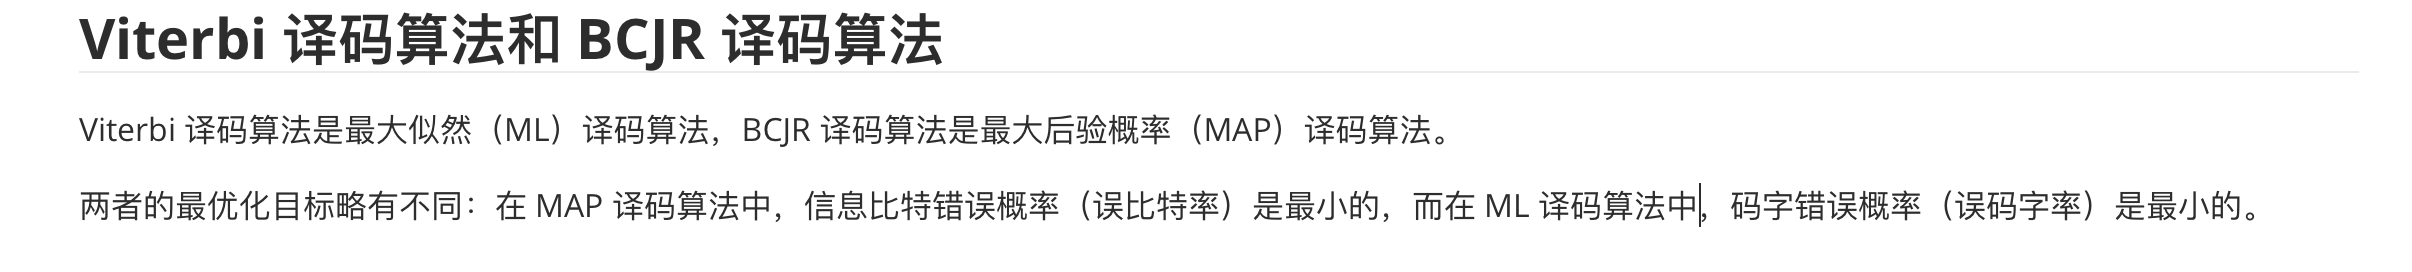 Viterbi 译码算法和 BCJR 译码算法
Viterbi 译码算法是最大似然（ML）译码算法，BCJR 译码算法是最大后验概率（MAP）译码算法。
两者的最优化目标略有不同：在 MAP 译码算法中，信息比特错误概率（误比特率）是最小的，而在 ML 译码算法中，码字错误概率（误码字率）是最小的。